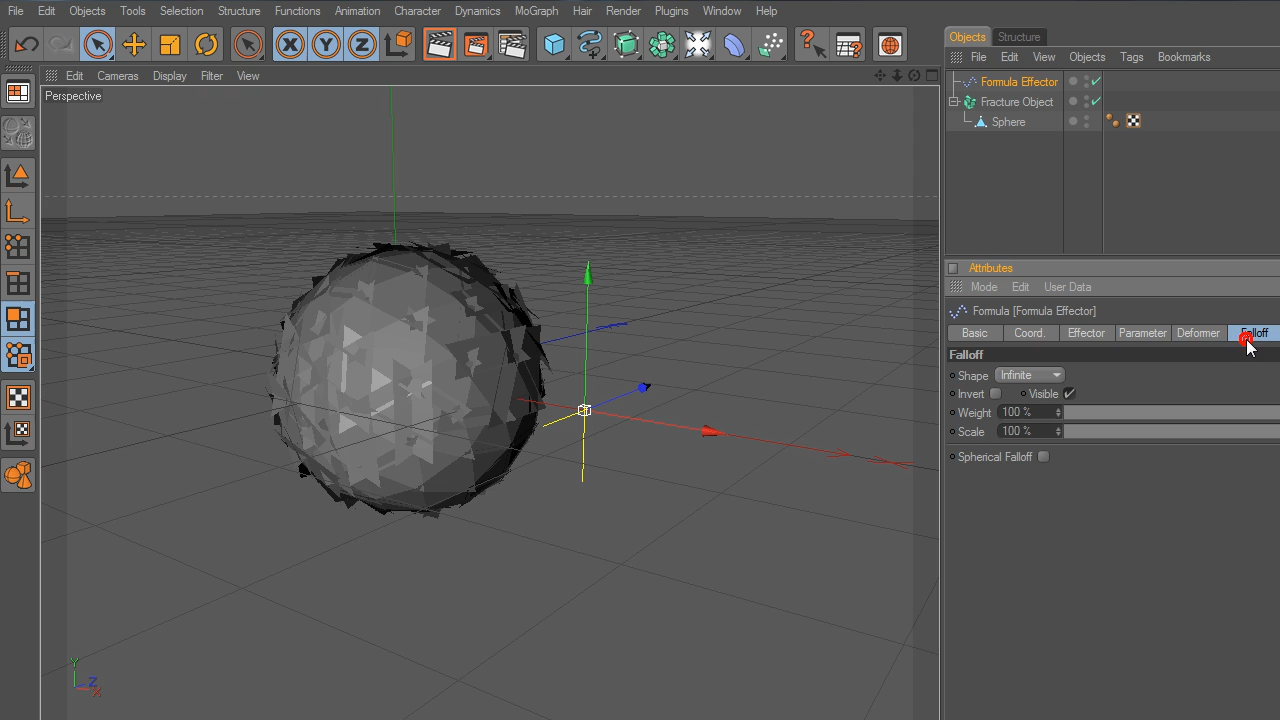 File Edit Objects Tools Selection Structure Functions Animation Character Dynamics MoGraph Hair Render Plugins Window Help
X Y Z
Objects Structure
File Edit View Objects Tags Bookmarks
Edit Cameras Display Filter View
Perspective
Formula Effector
Fracture Object
Sphere
Attributes
Mode Edit User Data
Formula [Formula Effector]
Basic Coord. Effector Parameter Deformer Falloff
Falloff
Shape Infinite
Invert Visible
Weight 100 %
Scale 100 %
Spherical Falloff
Y
Z
X